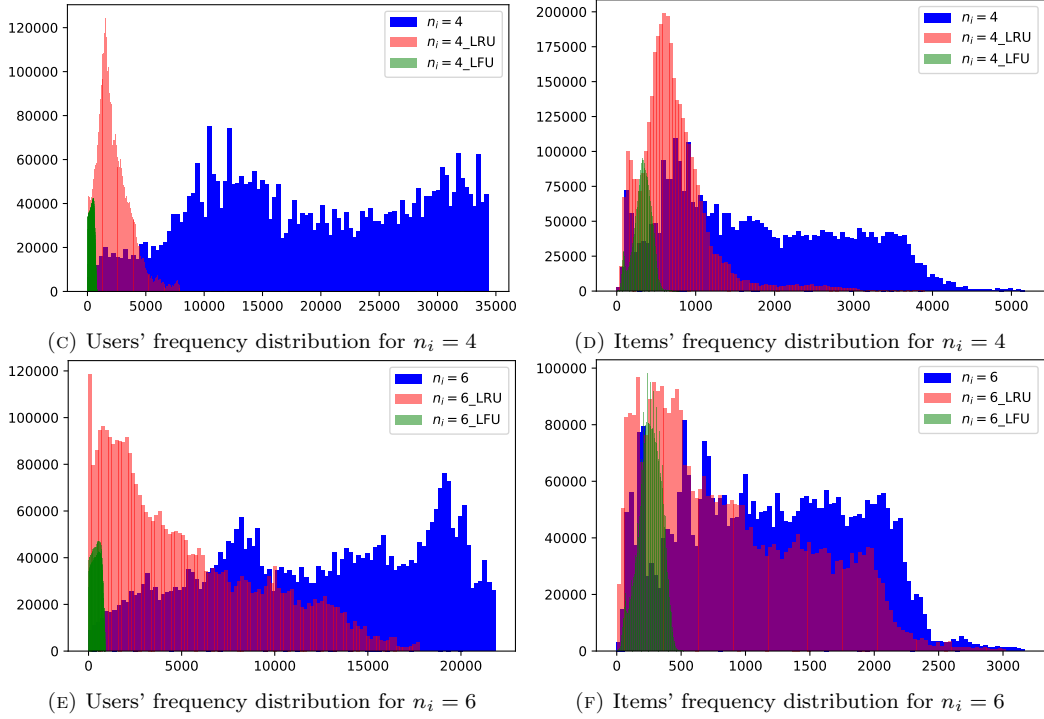 120000
100000
80000
60000
40000
20000
0
0 5000 10000 15000 20000 25000 30000 35000
n_i = 4
n_i = 4_LRU
n_i = 4_LFU
(C) Users' frequency distribution for n_i = 4
200000
175000
150000
125000
100000
75000
50000
25000
0
0 1000 2000 3000 4000 5000
n_i = 4
n_i = 4_LRU
n_i = 4_LFU
(D) Items' frequency distribution for n_i = 4
120000
100000
80000
60000
40000
20000
0
0 5000 10000 15000 20000
n_i = 6
n_i = 6_LRU
n_i = 6_LFU
(E) Users' frequency distribution for n_i = 6
100000
80000
60000
40000
20000
0
0 500 1000 1500 2000 2500 3000
n_i = 6
n_i = 6_LRU
n_i = 6_LFU
(F) Items' frequency distribution for n_i = 6